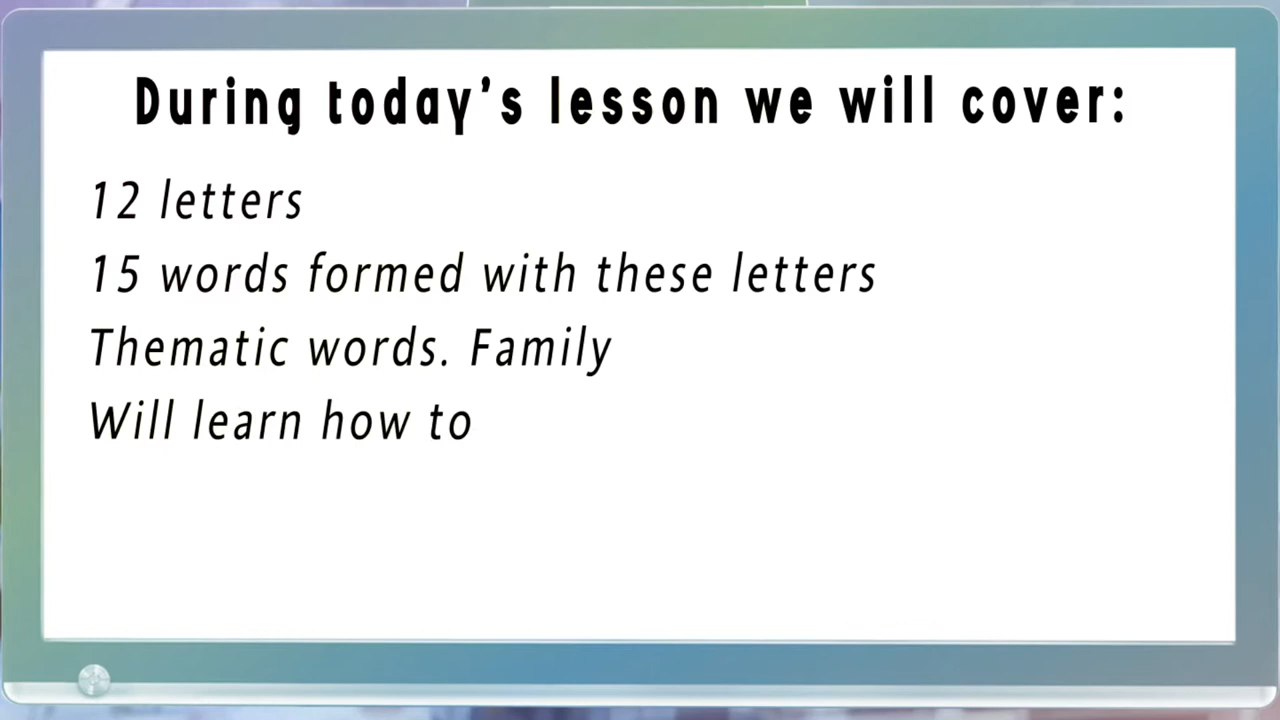 During today's lesson we will cover:
12 letters
15 words formed with these letters
Thematic words. Family
Will learn how to